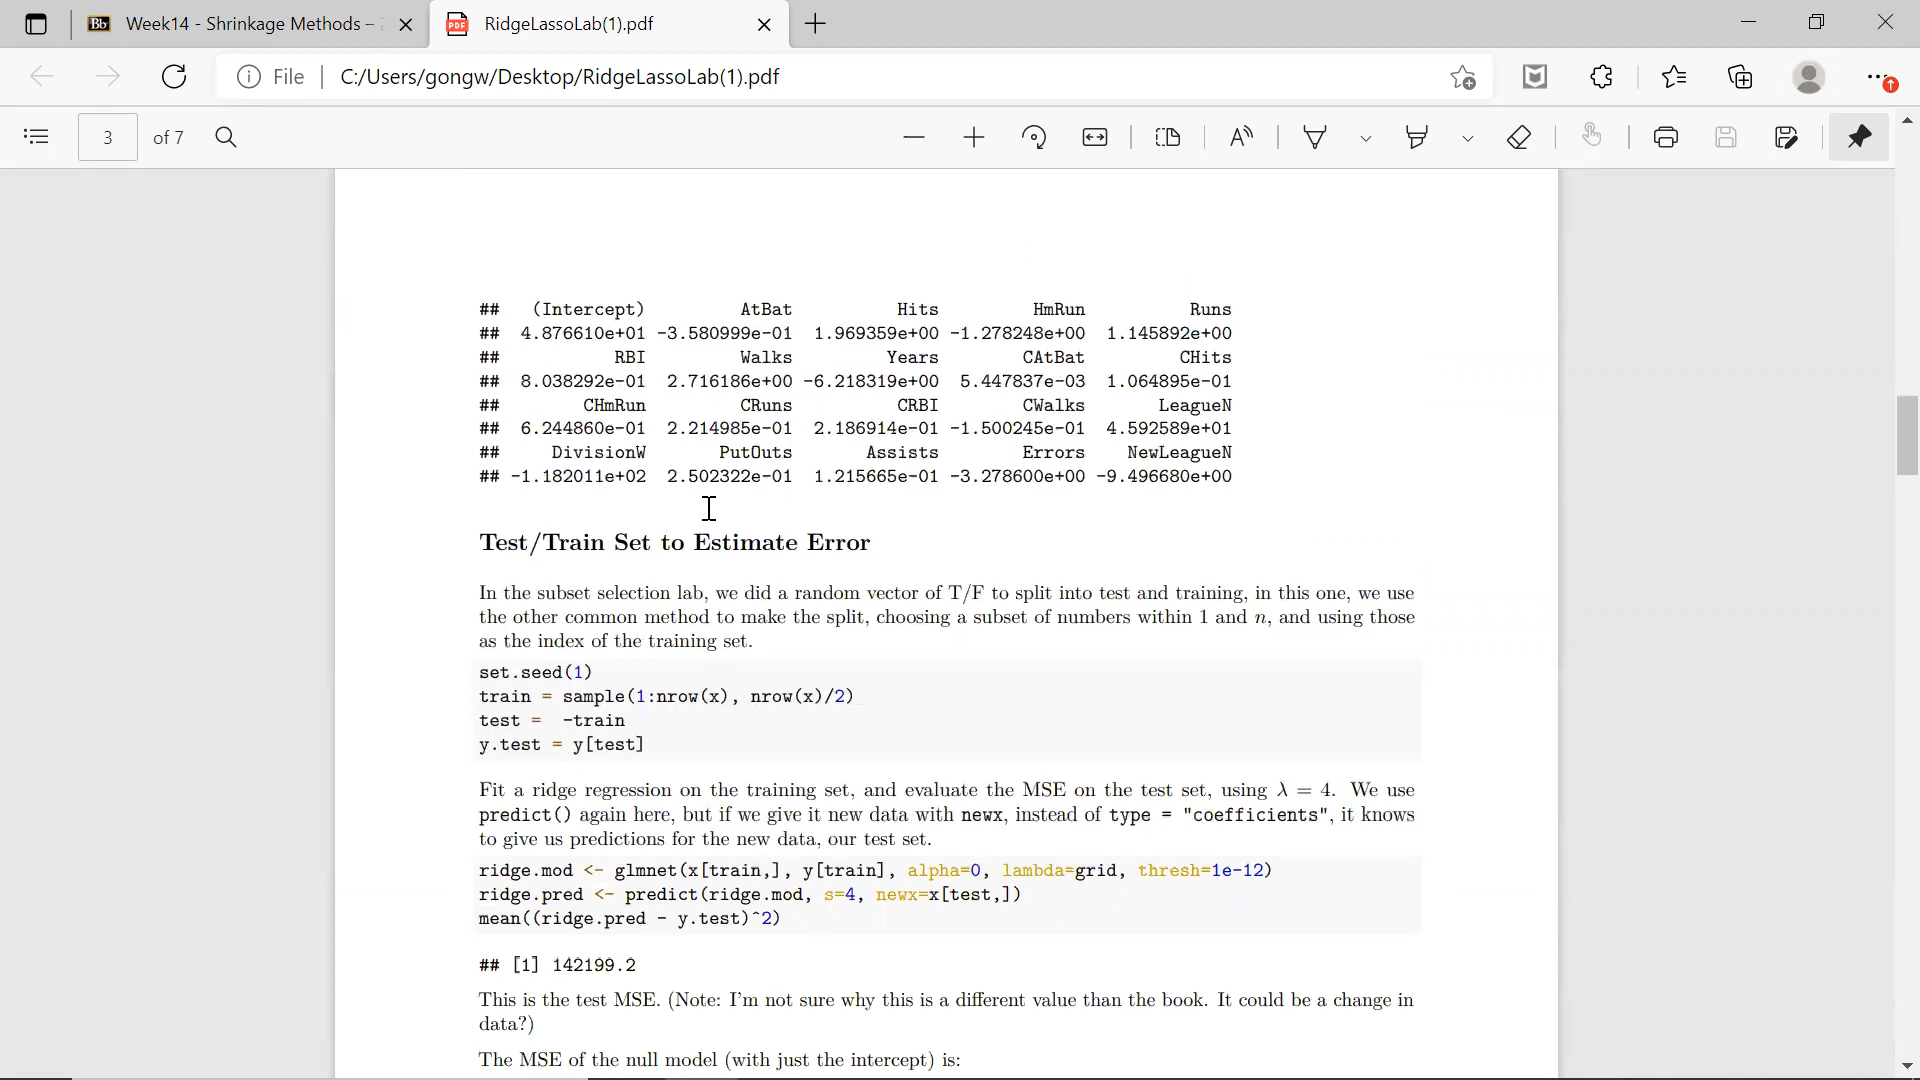 Week14 - Shrinkage Methods –
RidgeLassoLab(1).pdf
File
C:/Users/gongw/Desktop/RidgeLassoLab(1).pdf
3
of 7
## (Intercept) AtBat Hits HmRun Runs
## 4.876610e+01 -3.580999e-01 1.969359e+00 -1.278248e+00 1.145892e+00
## RBI Walks Years CAtBat CHits
## 8.038292e-01 2.716186e+00 -6.218319e+00 5.447837e-03 1.064895e-01
## CHmRun CRuns CRBI CWalks LeagueN
## 6.244860e-01 2.214985e-01 2.186914e-01 -1.500245e-01 4.592589e+01
## DivisionW PutOuts Assists Errors NewLeagueN
## -1.182011e+02 2.502322e-01 1.215665e-01 -3.278600e+00 -9.496680e+00
Test/Train Set to Estimate Error
In the subset selection lab, we did a random vector of T/F to split into test and training, in this one, we use
the other common method to make the split, choosing a subset of numbers within 1 and n, and using those
as the index of the training set.
set.seed(1)
train = sample(1:nrow(x), nrow(x)/2)
test = -train
y.test = y[test]
Fit a ridge regression on the training set, and evaluate the MSE on the test set, using λ = 4. We use
predict() again here, but if we give it new data with newx, instead of type = "coefficients", it knows
to give us predictions for the new data, our test set.
ridge.mod <- glmnet(x[train,], y[train], alpha=0, lambda=grid, thresh=1e-12)
ridge.pred <- predict(ridge.mod, s=4, newx=x[test,])
mean((ridge.pred - y.test)^2)
## [1] 142199.2
This is the test MSE. (Note: I'm not sure why this is a different value than the book. It could be a change in
data?)
The MSE of the null model (with just the intercept) is: